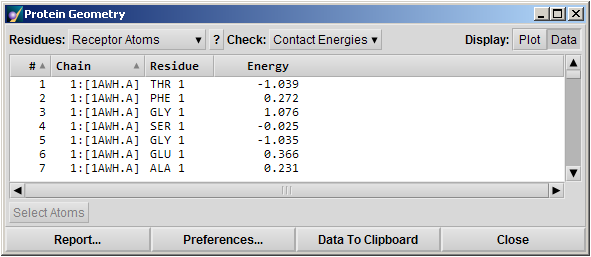 Protein Geometry
Residues: Receptor Atoms ? Check: Contact Energies Display: Plot Data
# Chain Residue Energy
1 1:[1AWH.A] THR 1 -1.039
2 1:[1AWH.A] PHE 1 0.272
3 1:[1AWH.A] GLY 1 1.076
4 1:[1AWH.A] SER 1 -0.025
5 1:[1AWH.A] GLY 1 -1.035
6 1:[1AWH.A] GLU 1 0.366
7 1:[1AWH.A] ALA 1 0.231
Select Atoms
Report... Preferences... Data To Clipboard Close